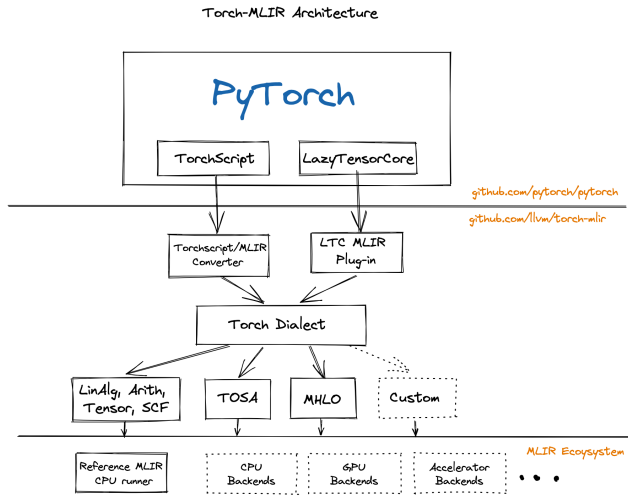 Torch-MLIR Architecture
PyTorch
TorchScript
LazyTensorCore
github.com/pytorch/pytorch
github.com/llvm/torch-mlir
Torchscript/MLIR
Converter
LTC MLIR
Plug-in
Torch Dialect
LinAlg, Arith,
Tensor, SCF
TOSA
MHLO
Custom
MLIR Ecoysystem
Reference MLIR
CPU runner
CPU
Backends
GPU
Backends
Accelerator
Backends